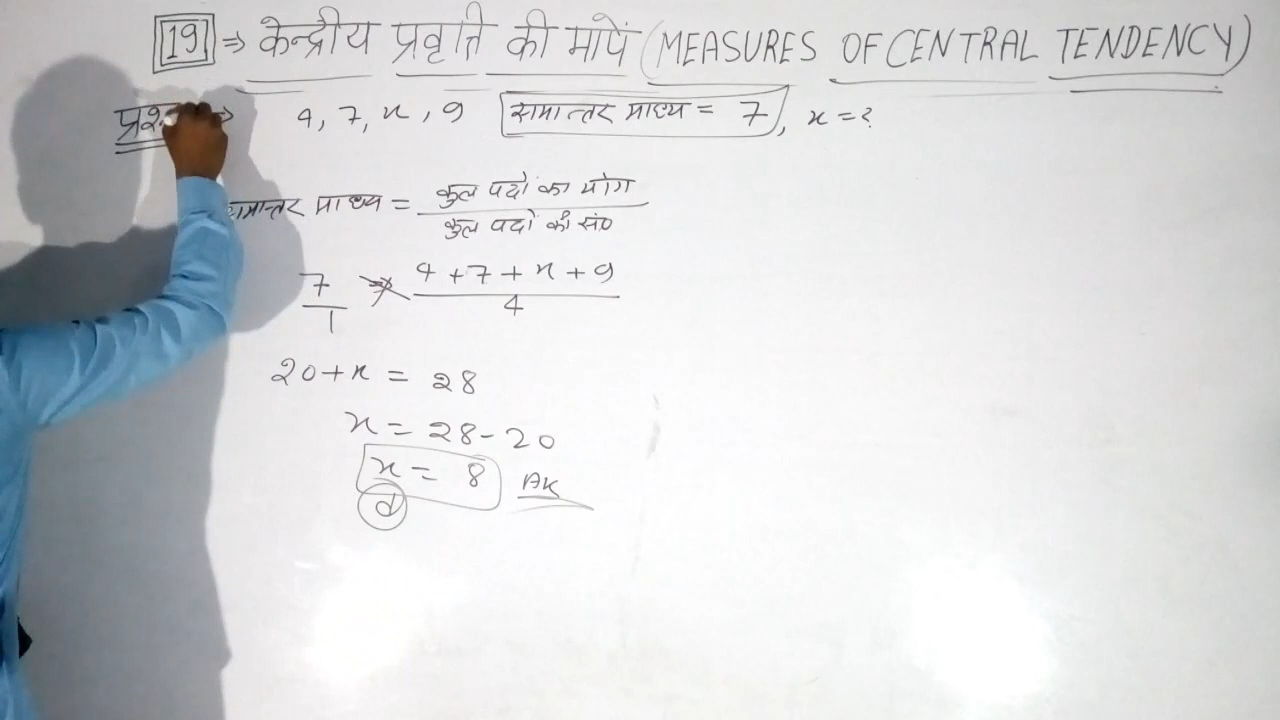 19 ⇒ केन्द्रीय प्रवृति की मापें (MEASURES OF CENTRAL TENDENCY)
4, 7, x, 9 समान्तर माध्य = 7, x = ?
समान्तर माध्य = कुल पदों का योग
कुल पदों की सं०
7 = 4 + 7 + x + 9
1 4
20 + x = 28
x = 28 - 20
x = 8
d